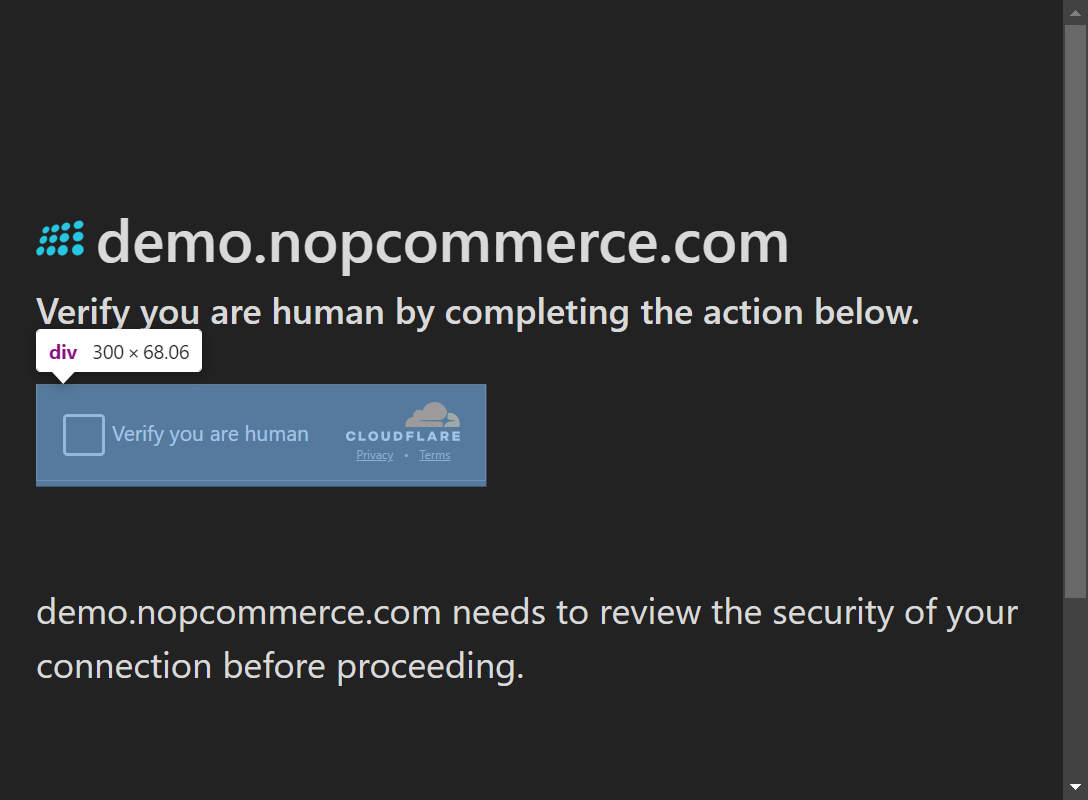 demo.nopcommerce.com
Verify you are human by completing the action below.
div 300 × 68.06
Verify you are human
CLOUDFLARE
Privacy • Terms
demo.nopcommerce.com needs to review the security of your
connection before proceeding.